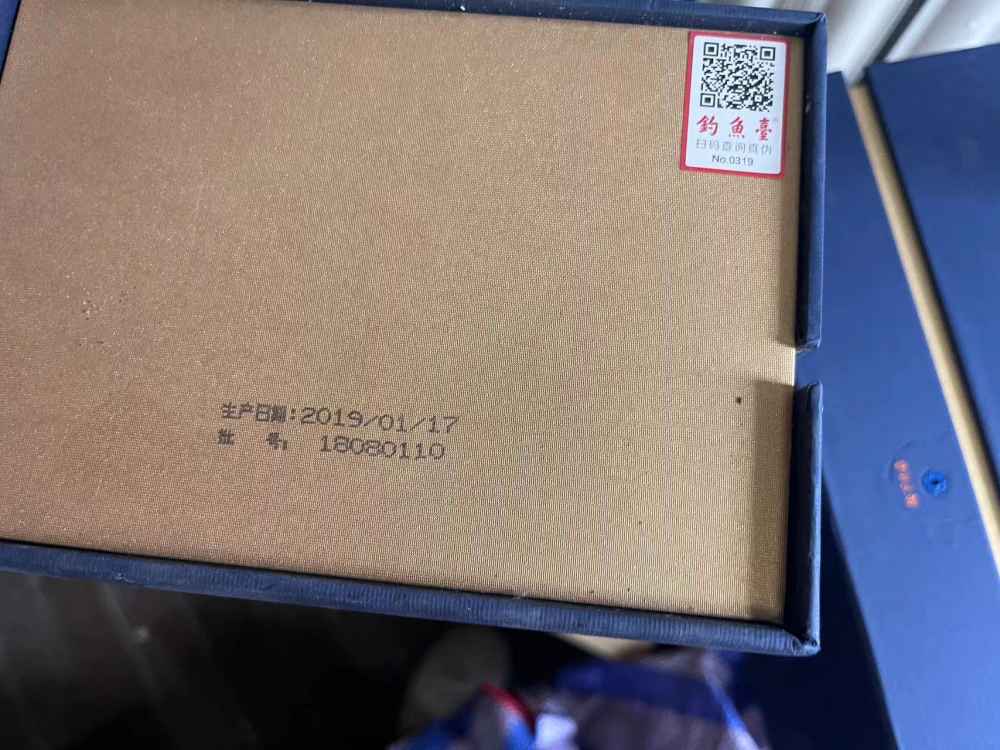 釣魚臺
扫码查询真伪
No.0319
生产日期:2019/01/17
批 号: 18080110